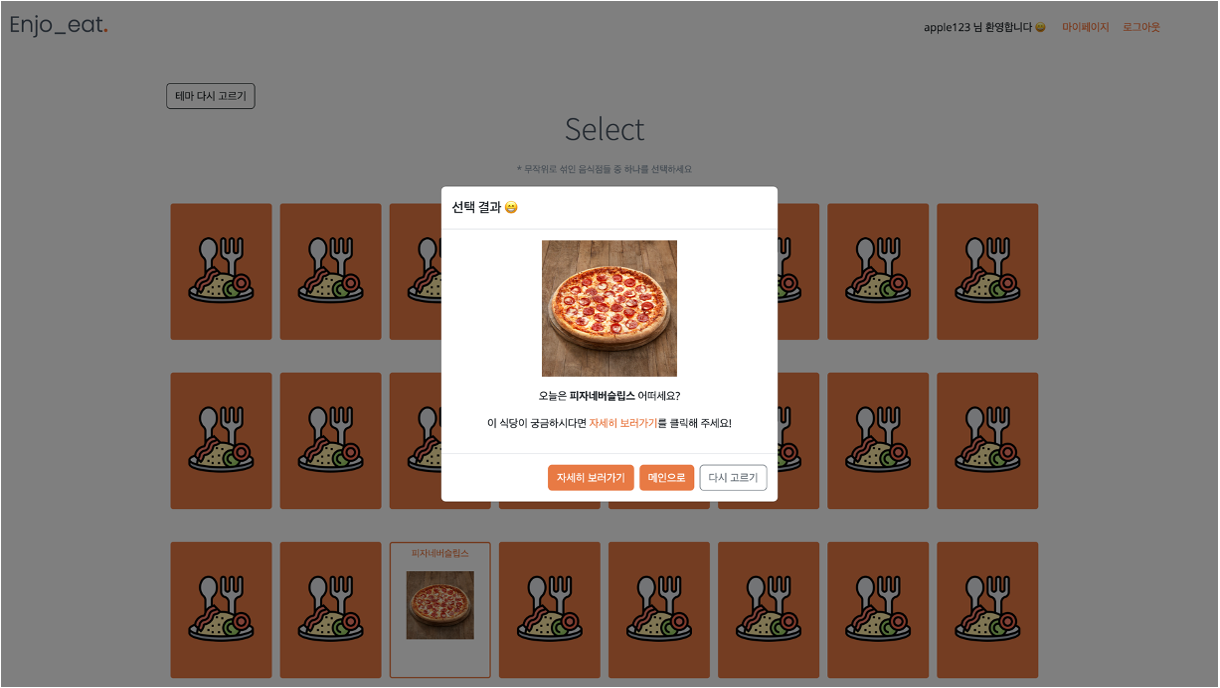 Enjo_eat.
apple123 님 환영합니다 😄 마이페이지 로그아웃
테마 다시 고르기
Select
* 무작위로 섞인 음식점들 중 하나를 선택하세요
선택 결과 😁
오늘은 피자네버슬립스 어떠세요?
이 식당이 궁금하시다면 자세히 보러가기를 클릭해 주세요!
자세히 보러가기 메인으로 다시 고르기
피자네버슬립스